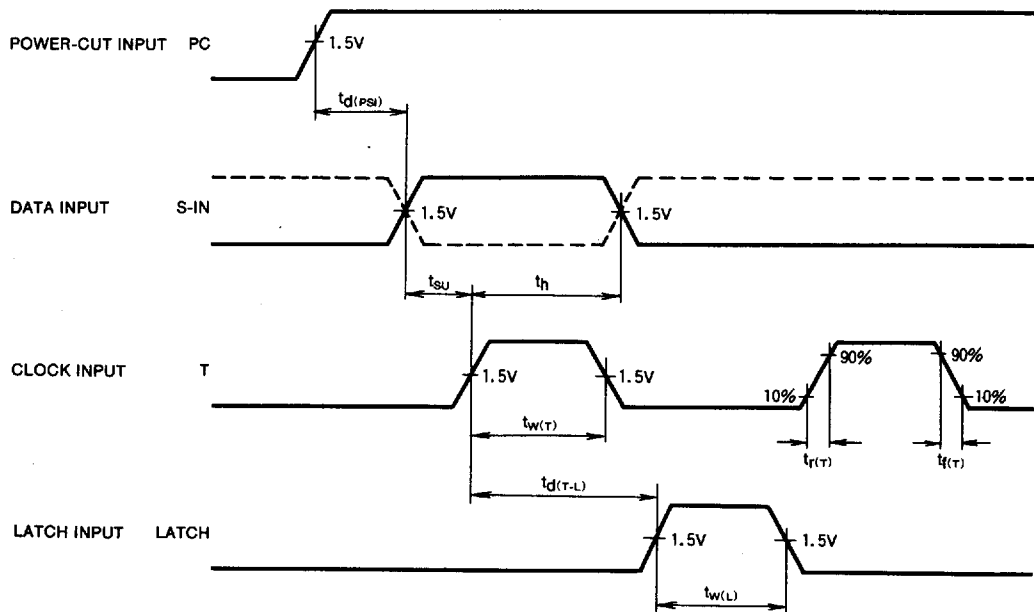 POWER-CUT INPUT PC
1.5V
td(PSI)
DATA INPUT S-IN
1.5V
1.5V
tSU
th
CLOCK INPUT T
1.5V
1.5V
10%
90%
90%
10%
tw(T)
tr(T)
tf(T)
td(T-L)
LATCH INPUT LATCH
1.5V
1.5V
tw(L)